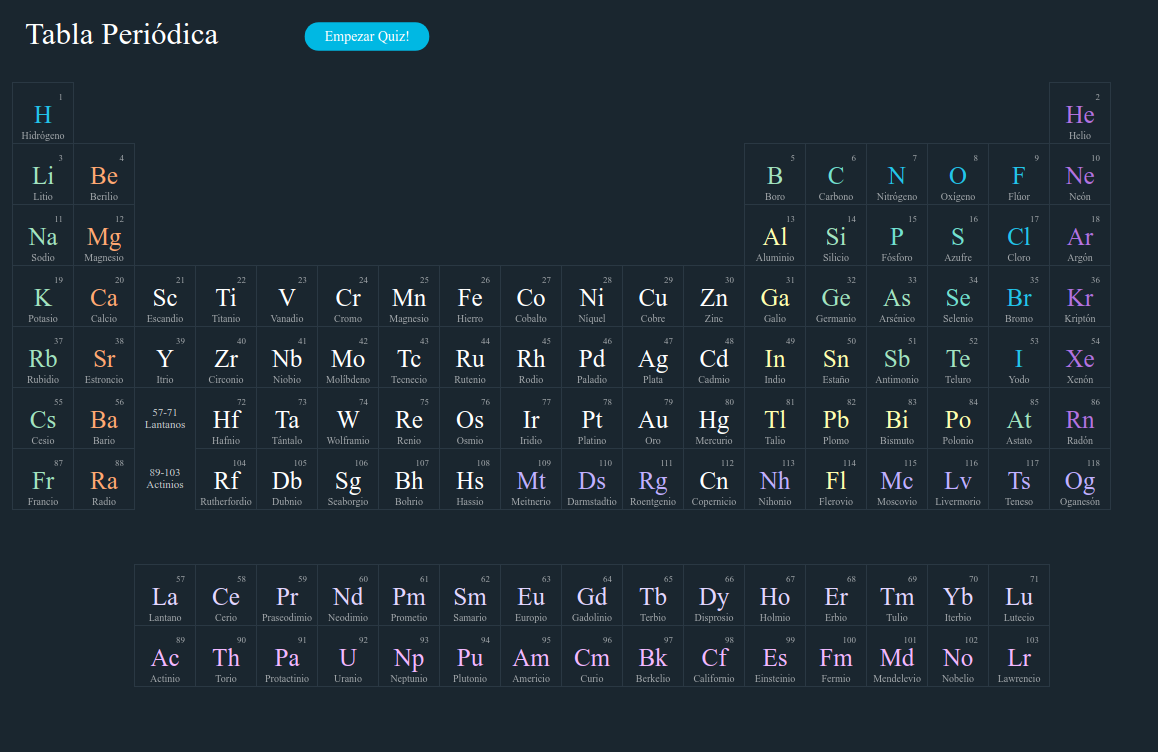 Tabla Periódica
Empezar Quiz!
1 2
H He
Hidrógeno Helio
3 4 5 6 7 8 9 10
Li Be B C N O F Ne
Litio Berilio Boro Carbono Nitrógeno Oxígeno Flúor Neón
11 12 13 14 15 16 17 18
Na Mg Al Si P S Cl Ar
Sodio Magnesio Aluminio Silicio Fósforo Azufre Cloro Argón
19 20 21 22 23 24 25 26 27 28 29 30 31 32 33 34 35 36
K Ca Sc Ti V Cr Mn Fe Co Ni Cu Zn Ga Ge As Se Br Kr
Potasio Calcio Escandio Titanio Vanadio Cromo Magnesio Hierro Cobalto Níquel Cobre Zinc Galio Germanio Arsénico Selenio Bromo Kriptón
37 38 39 40 41 42 43 44 45 46 47 48 49 50 51 52 53 54
Rb Sr Y Zr Nb Mo Tc Ru Rh Pd Ag Cd In Sn Sb Te I Xe
Rubidio Estroncio Itrio Circonio Niobio Molibdeno Tecnecio Rutenio Rodio Paladio Plata Cadmio Indio Estaño Antimonio Teluro Yodo Xenón
55 56 72 73 74 75 76 77 78 79 80 81 82 83 84 85 86
Cs Ba 57-71 Hf Ta W Re Os Ir Pt Au Hg Tl Pb Bi Po At Rn
Lantanos
Cesio Bario Hafnio Tántalo Wolframio Renio Osmio Iridio Platino Oro Mercurio Talio Plomo Bismuto Polonio Astato Radón
87 88 104 105 106 107 108 109 110 111 112 113 114 115 116 117 118
Fr Ra 89-103 Rf Db Sg Bh Hs Mt Ds Rg Cn Nh Fl Mc Lv Ts Og
Actinios
Francio Radio Rutherfordio Dubnio Seaborgio Bohrio Hassio Meitnerio Darmstadtio Roentgenio Copernicio Nihonio Flerovio Moscovio Livermorio Teneso Oganesón
57 58 59 60 61 62 63 64 65 66 67 68 69 70 71
La Ce Pr Nd Pm Sm Eu Gd Tb Dy Ho Er Tm Yb Lu
Lantano Cerio Praseodimio Neodimio Prometio Samario Europio Gadolinio Terbio Disprosio Holmio Erbio Tulio Iterbio Lutecio
89 90 91 92 93 94 95 96 97 98 99 100 101 102 103
Ac Th Pa U Np Pu Am Cm Bk Cf Es Fm Md No Lr
Actinio Torio Protactinio Uranio Neptunio Plutonio Americio Curio Berkelio Californio Einsteinio Fermio Mendelevio Nobelio Lawrencio